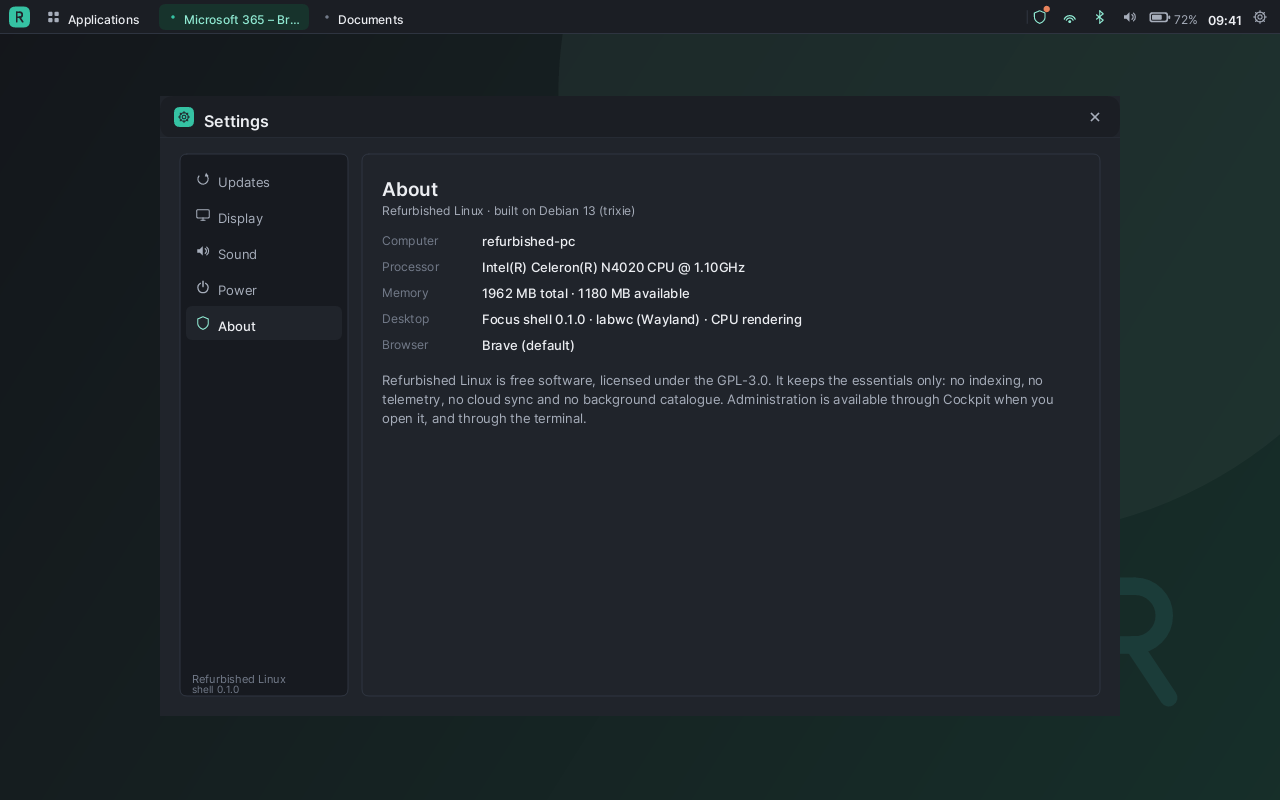 R Applications Microsoft 365 – Br... Documents 72% 09:41
Settings
Updates
Display
Sound
Power
About
Refurbished Linux
shell 0.1.0
About
Refurbished Linux · built on Debian 13 (trixie)
Computer refurbished-pc
Processor Intel(R) Celeron(R) N4020 CPU @ 1.10GHz
Memory 1962 MB total · 1180 MB available
Desktop Focus shell 0.1.0 · labwc (Wayland) · CPU rendering
Browser Brave (default)
Refurbished Linux is free software, licensed under the GPL-3.0. It keeps the essentials only: no indexing, no
telemetry, no cloud sync and no background catalogue. Administration is available through Cockpit when you
open it, and through the terminal.
R